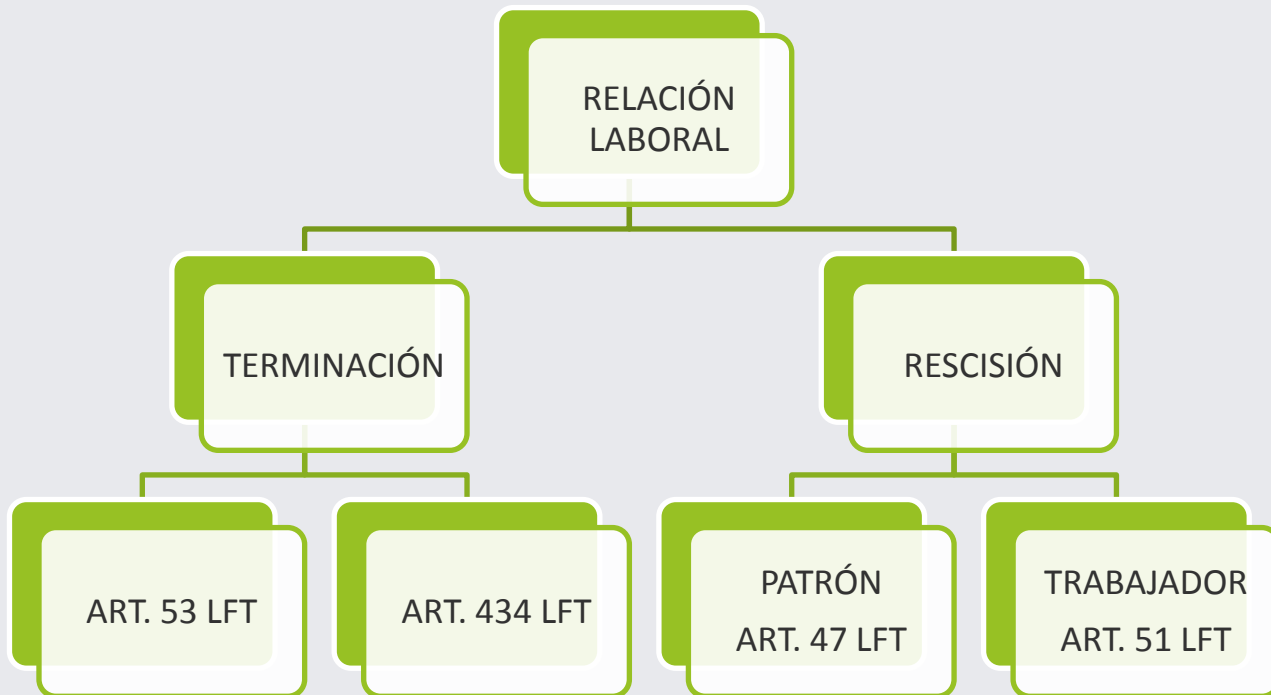 RELACIÓN
LABORAL
TERMINACIÓN
RESCISIÓN
ART. 53 LFT
ART. 434 LFT
PATRÓN
ART. 47 LFT
TRABAJADOR
ART. 51 LFT